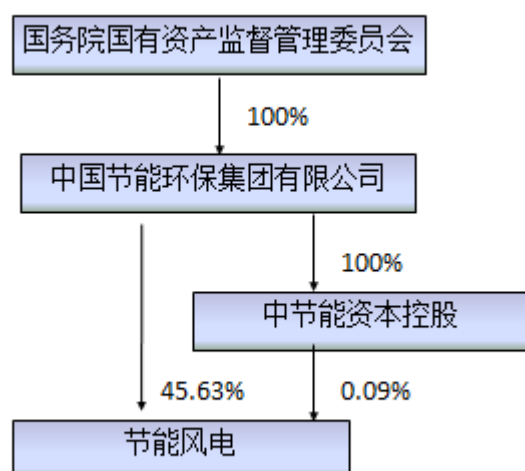 国务院国有资产监督管理委员会
100%
中国节能环保集团有限公司
100%
中节能资本控股
45.63%
0.09%
节能风电